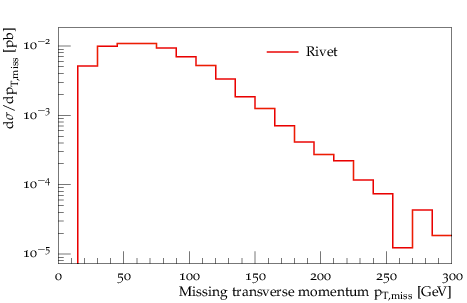 dσ/dp_T,miss [pb]
10⁻²
10⁻³
10⁻⁴
10⁻⁵
Rivet
0 50 100 150 200 250 300
Missing transverse momentum p_T,miss [GeV]